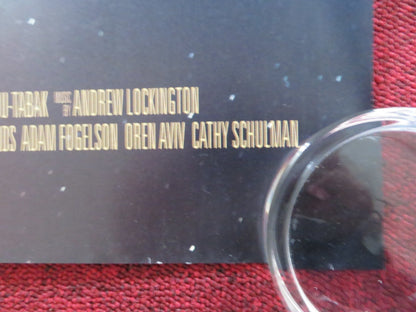 U-TABAK MUSIC BY ANDREW LOCKINGTON
DS ADAM FOGELSON OREN AVIV CATHY SCHULMAN